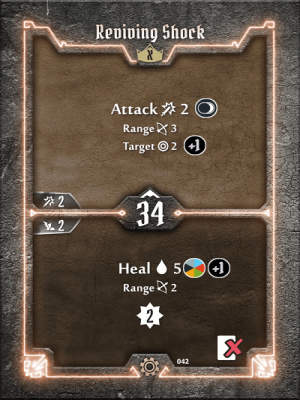 Reviving Shock
X
Attack 2
Range 3
Target 2 +1
2
34
2
Heal 5 +1
Range 2
2
042